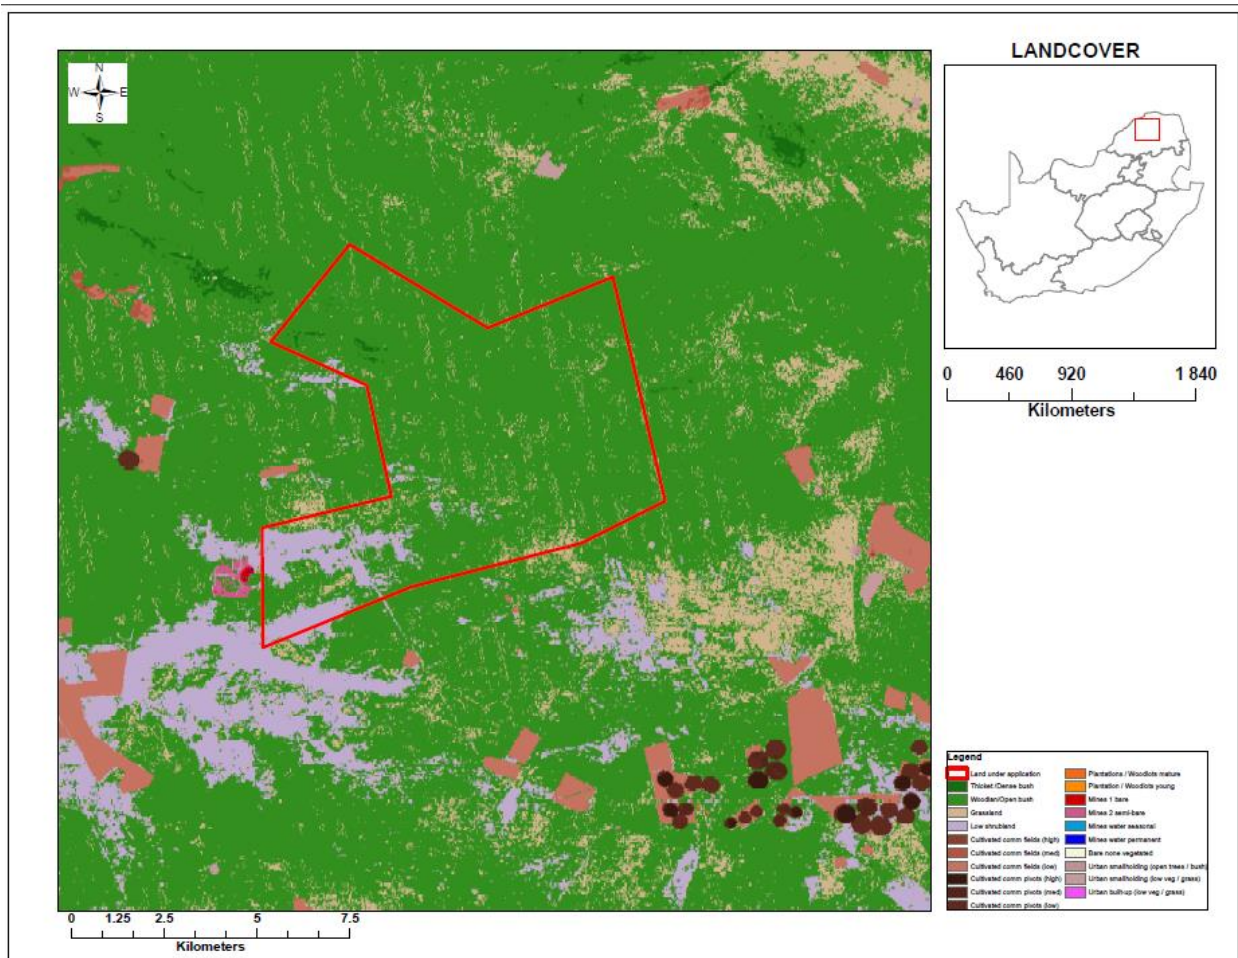 LANDCOVER
N
W E
S
0 460 920 1 840
Kilometers
Legend
Land under application
Thicket /Dense bush
Woodlan/Open bush
Grassland
Low shrubland
Cultivated comm fields (high)
Cultivated comm fields (med)
Cultivated comm fields (low)
Cultivated comm pivots (high)
Cultivated comm pivots (med)
Cultivated comm pivots (low)
Plantations / Woodlots mature
Plantation / Woodlots young
Mines 1 bare
Mines 2 semi-bare
Mines water seasonal
Mines water permanent
Bare none vegetated
Urban smallholding (open trees / bush)
Urban smallholding (low veg / grass)
Urban built-up (low veg / grass)
0 1.25 2.5 5 7.5
Kilometers